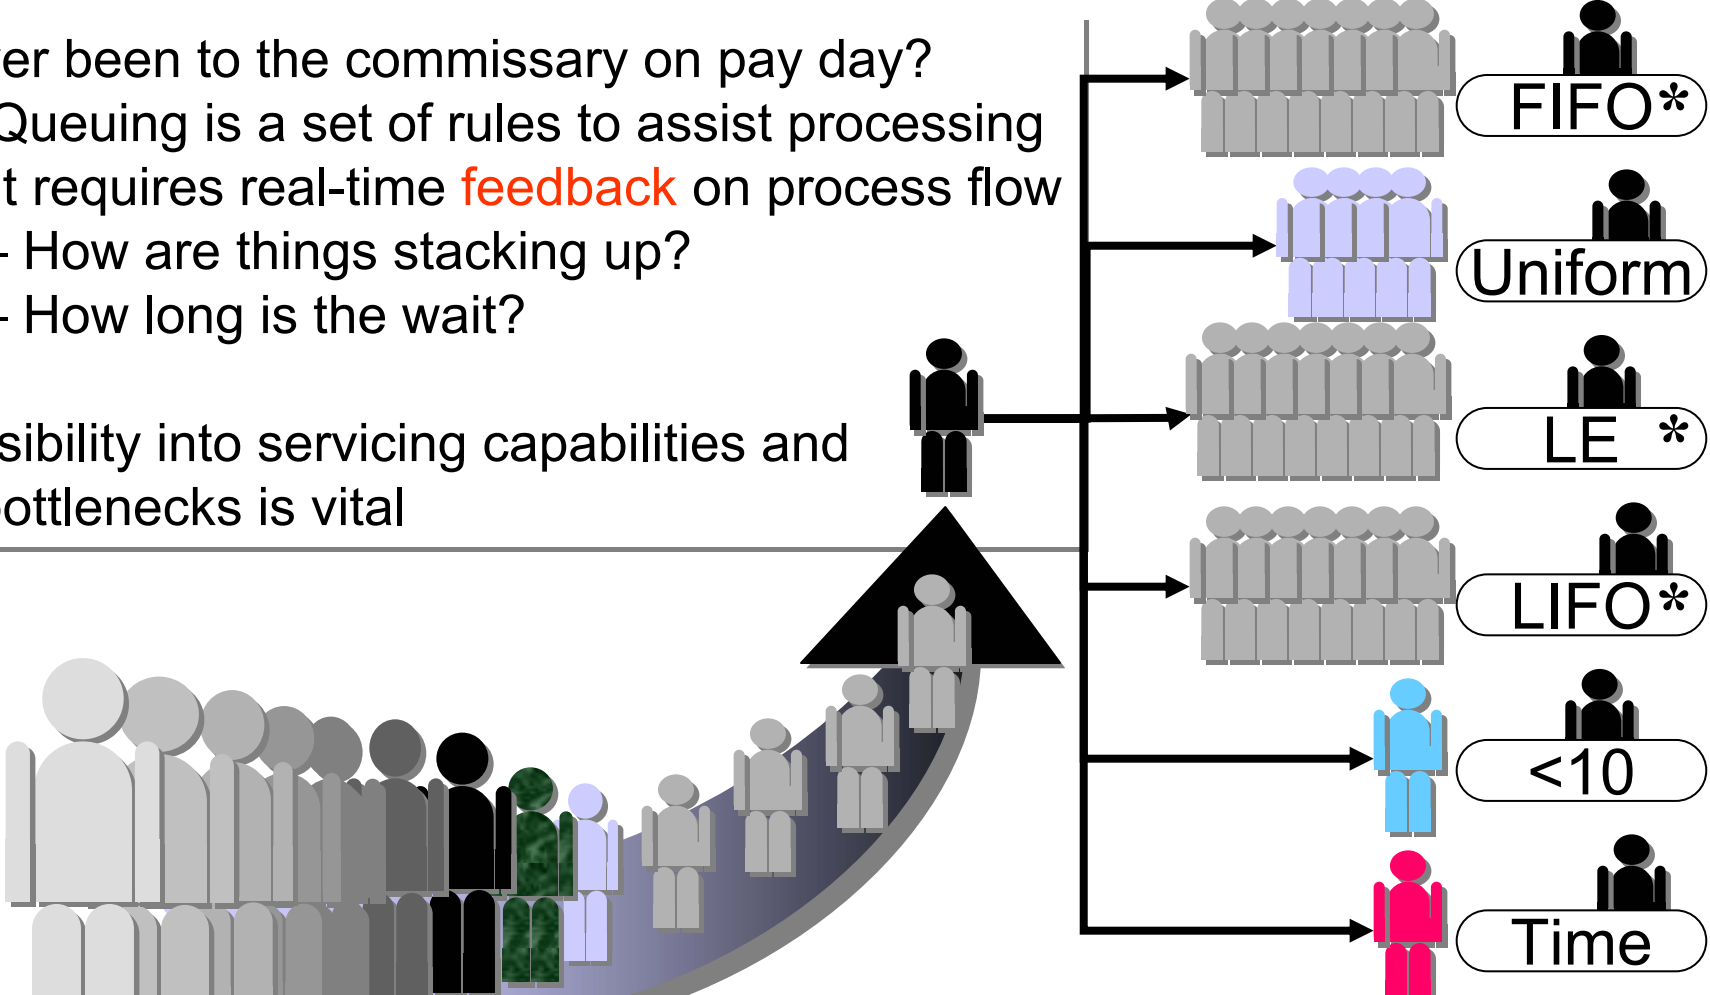 er been to the commissary on pay day?
Queuing is a set of rules to assist processing
t requires real-time feedback on process flow
– How are things stacking up?
– How long is the wait?
sibility into servicing capabilities and
ottlenecks is vital
FIFO*
Uniform
LE *
LIFO*
<10
Time